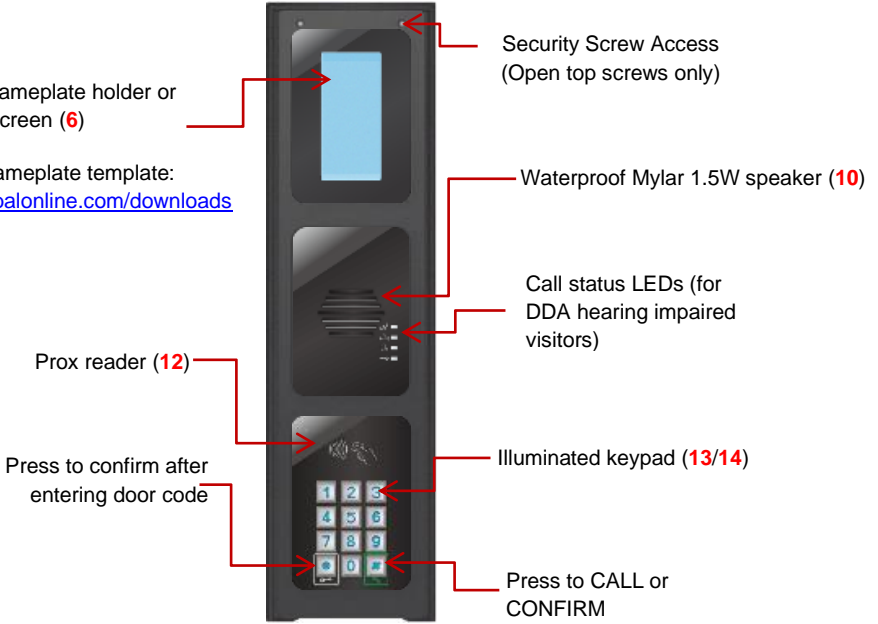 Security Screw Access
(Open top screws only)
ameplate holder or
creen (6)
ameplate template:
alonline.com/downloads
Waterproof Mylar 1.5W speaker (10)
Call status LEDs (for
DDA hearing impaired
visitors)
Prox reader (12)
Press to confirm after
entering door code
Illuminated keypad (13/14)
1 2 3
4 5 6
7 8 9
* 0 #
Press to CALL or
CONFIRM